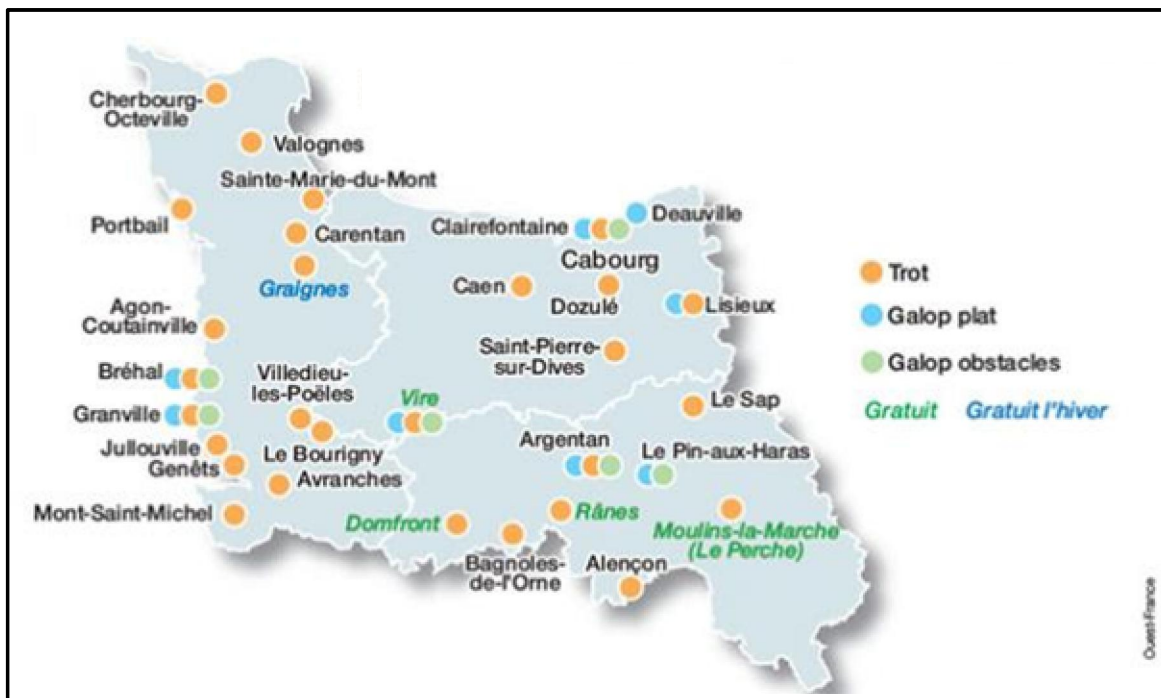 Cherbourg-
Octeville
Valognes
Sainte-Marie-du-Mont
Portbail
Carentan
Graignes
Clairefontaine
Deauville
Cabourg
Caen
Dozulé
Lisieux
Agon-
Coutainville
Saint-Pierre-
sur-Dives
Bréhal
Villedieu-
les-Poëles
Vire
Granville
Le Sap
Jullouville
Genêts
Le Bourigny
Avranches
Argentan
Le Pin-aux-Haras
Mont-Saint-Michel
Domfront
Rânes
Moulins-la-Marche
(Le Perche)
Bagnoles-
de-l'Orne
Alençon
Trot
Galop plat
Galop obstacles
Gratuit Gratuit l'hiver
Ouest-France